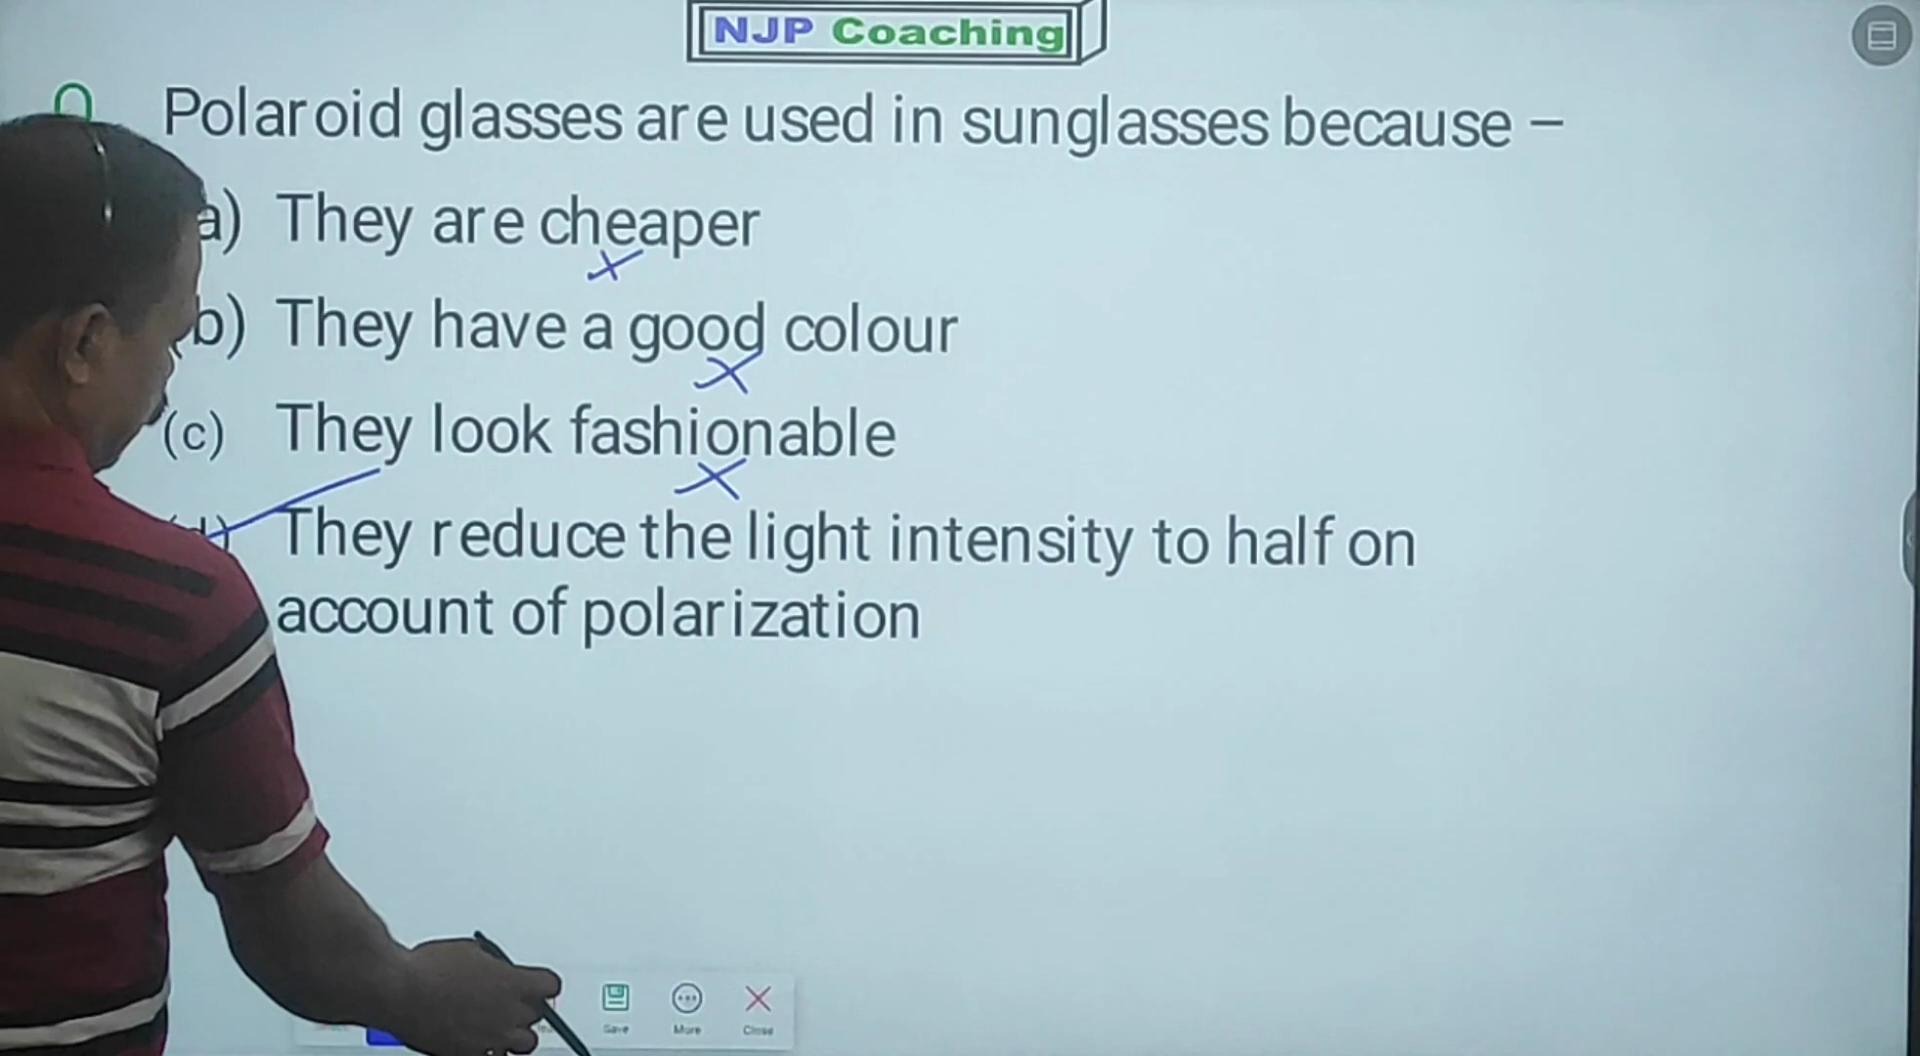 NJP Coaching
Polaroid glasses are used in sunglasses because –
a) They are cheaper
b) They have a good colour
(c) They look fashionable
They reduce the light intensity to half on
account of polarization
Save More Close